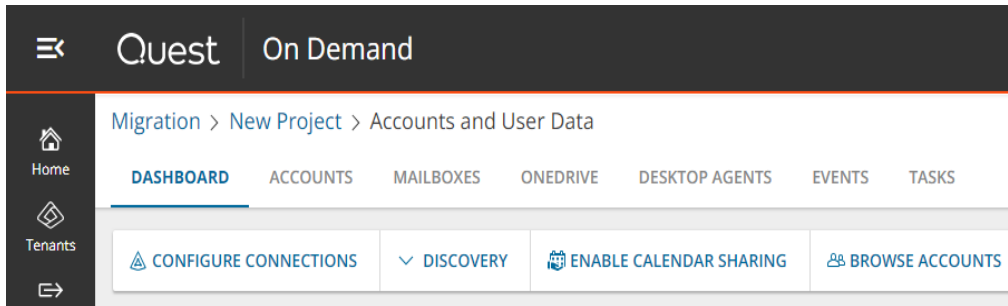 Quest On Demand
Migration > New Project > Accounts and User Data
Home
DASHBOARD ACCOUNTS MAILBOXES ONEDRIVE DESKTOP AGENTS EVENTS TASKS
Tenants
CONFIGURE CONNECTIONS DISCOVERY ENABLE CALENDAR SHARING BROWSE ACCOUNTS